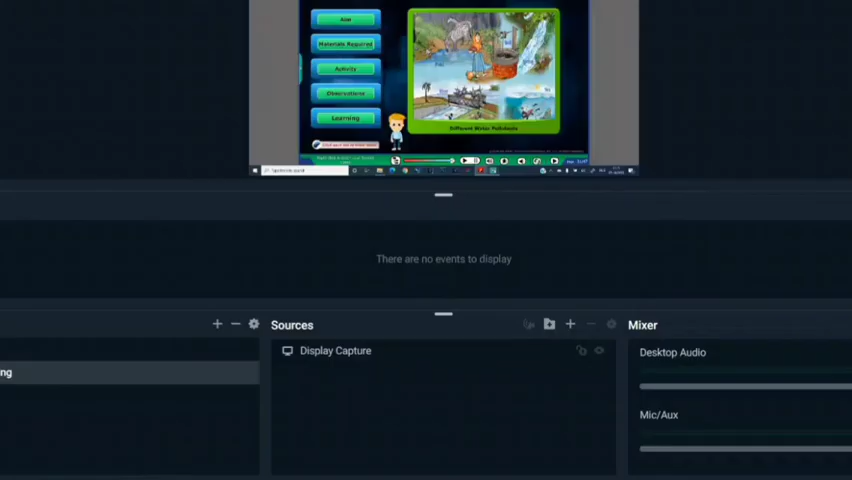 Aim
Materials Required
Activity
Observations
Learning
Different Water Pollutants
There are no events to display
Sources
Mixer
ng
Display Capture
Desktop Audio
Mic/Aux